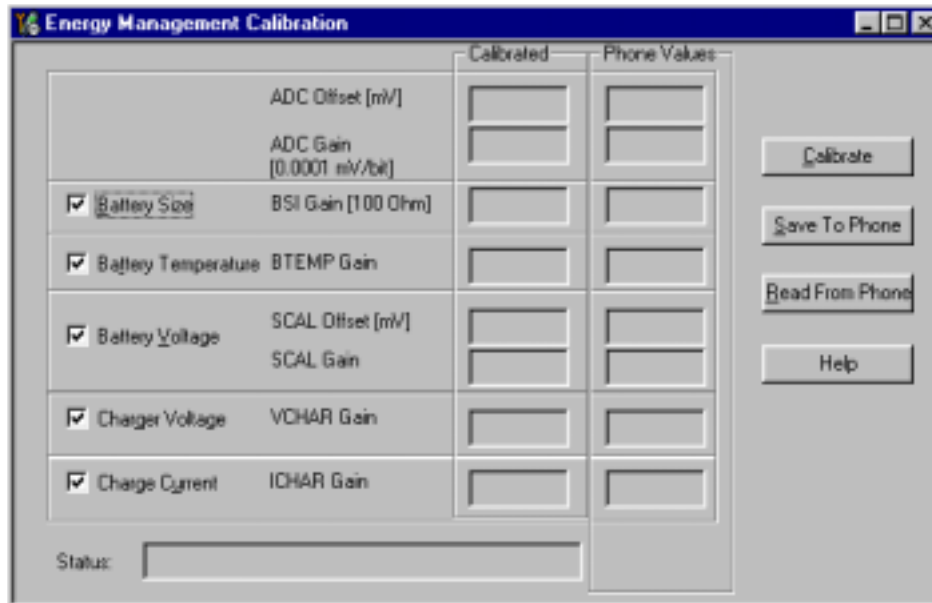 Energy Management Calibration
Calibrated Phone Values
ADC Offset [mV]
ADC Gain
[0.0001 mV/bit]
Calibrate
Battery Size BSI Gain [100 Ohm]
Save To Phone
Battery Temperature BTEMP Gain
Read From Phone
SCAL Offset [mV]
Battery Voltage
SCAL Gain
Help
Charger Voltage VCHAR Gain
Charge Current ICHAR Gain
Status: